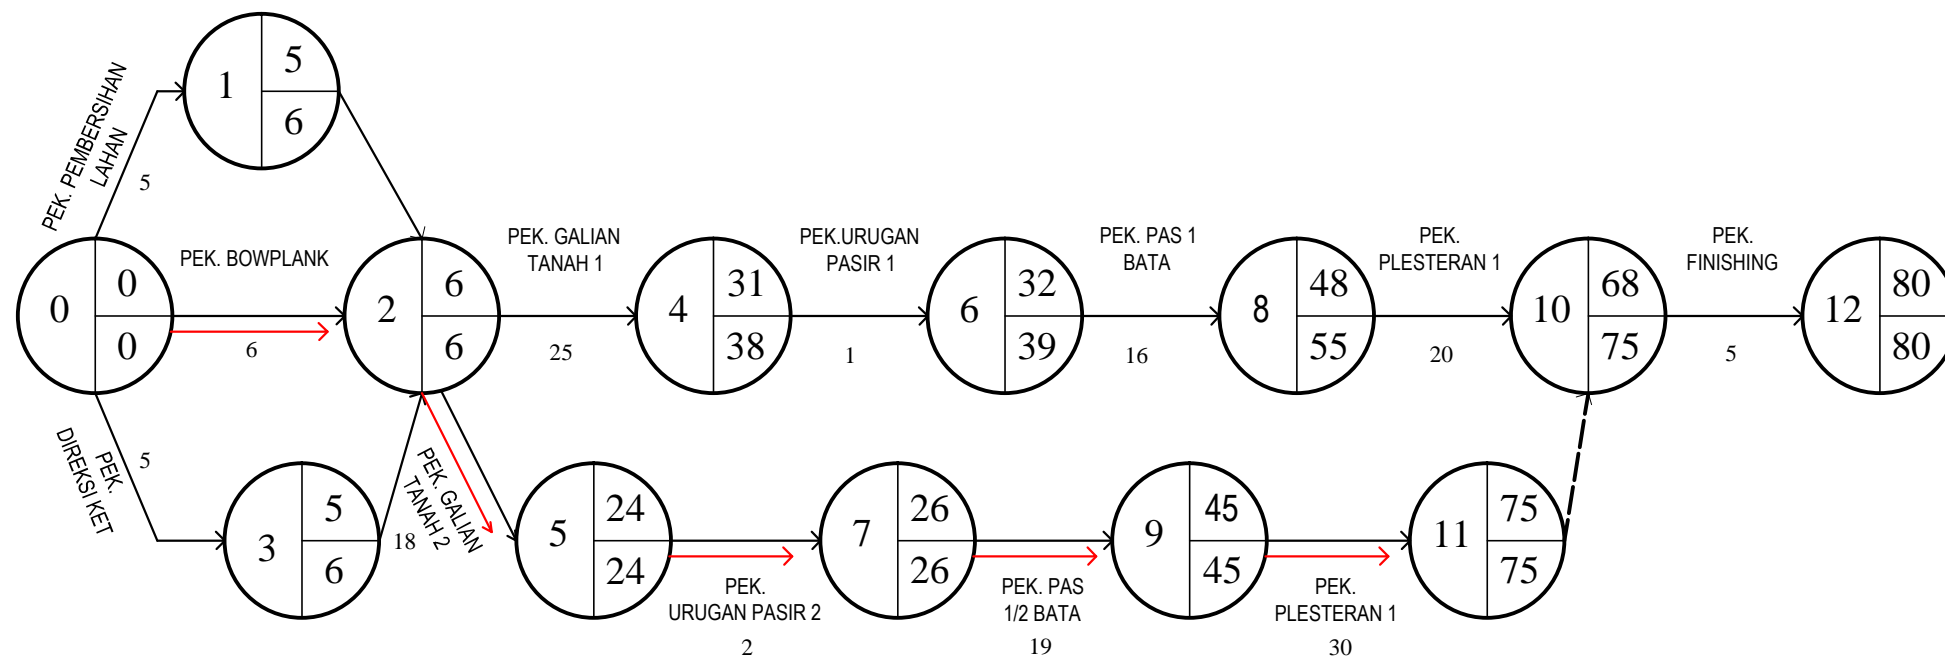 1
5
6
PEK. PEMBERSIHAN
LAHAN
5
0
0
0
PEK. BOWPLANK
6
2
6
6
PEK. GALIAN
TANAH 1
25
4
31
38
PEK.URUGAN
PASIR 1
1
6
32
39
PEK. PAS 1
BATA
16
8
48
55
PEK.
PLESTERAN 1
20
10
68
75
PEK.
FINISHING
5
12
80
80
PEK.
DIREKSI KET
5
3
5
6
18
PEK. GALIAN
TANAH 2
5
24
24
PEK.
URUGAN PASIR 2
2
7
26
26
PEK. PAS
1/2 BATA
19
9
45
45
PEK.
PLESTERAN 1
30
11
75
75